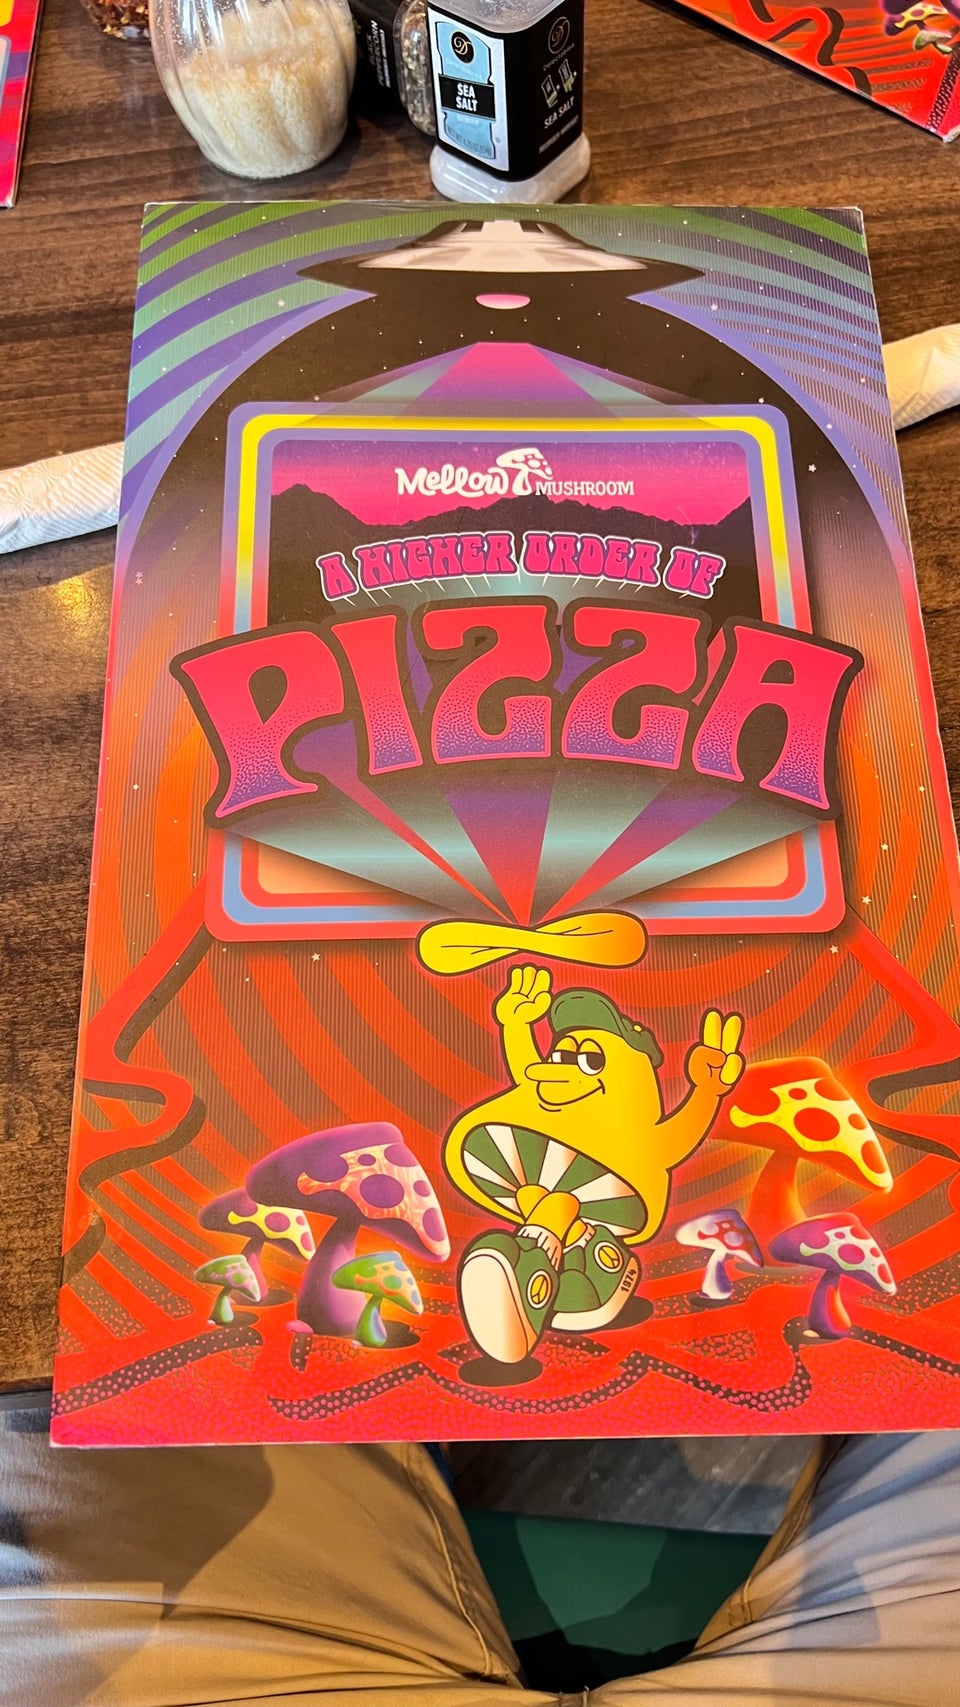 SEA
SALT
SEA SALT
Mellow MUSHROOM
A HIGHER ORDER OF
PIZZA
1974